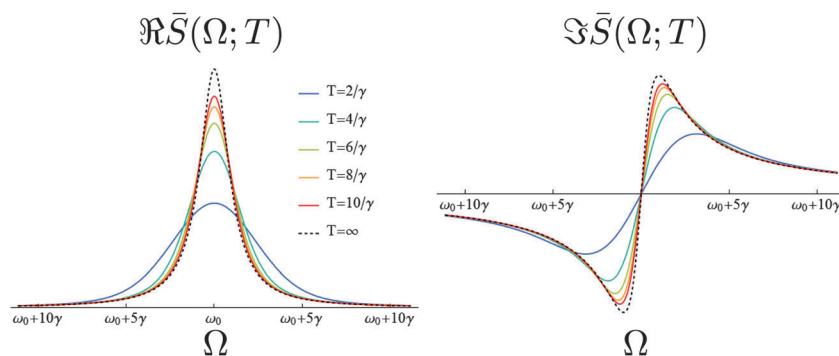 ℜS̄(Ω; T)
T=2/γ
T=4/γ
T=6/γ
T=8/γ
T=10/γ
T=∞
ω₀+10γ
ω₀+5γ
ω₀
ω₀+5γ
ω₀+10γ
Ω
ℑS̄(Ω; T)
ω₀+10γ
ω₀+5γ
ω₀+5γ
ω₀+10γ
Ω